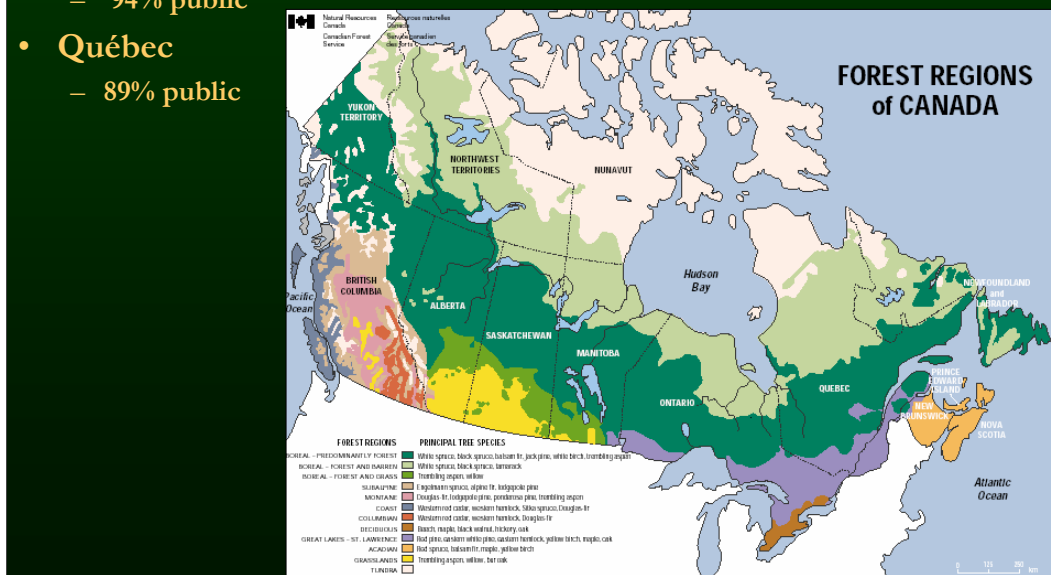 – 94% public
• Québec
– 89% public
Natural Resources Canada
Ressources naturelles Canada
Canadian Forest Service
Service canadien des forêts
FOREST REGIONS
of CANADA
YUKON
TERRITORY
NORTHWEST
TERRITORIES
NUNAVUT
Hudson
Bay
BRITISH
COLUMBIA
Pacific
Ocean
ALBERTA
SASKATCHEWAN
MANITOBA
ONTARIO
QUEBEC
NEWFOUNDLAND
and
LABRADOR
PRINCE
EDWARD
ISLAND
NEW
BRUNSWICK
NOVA
SCOTIA
Atlantic
Ocean
FOREST REGIONS PRINCIPAL TREE SPECIES
BOREAL – PREDOMINANTLY FOREST White spruce, black spruce, balsam fir, jack pine, white birch, trembling aspen
BOREAL – FOREST AND BARREN White spruce, black spruce, tamarack
BOREAL – FOREST AND GRASS Trembling aspen, willow
SUBALPINE Engelmann spruce, alpine fir, lodgepole pine
MONTANE Douglas-fir, lodgepole pine, ponderosa pine, trembling aspen
COAST Western red cedar, western hemlock, Sitka spruce, Douglas-fir
COLUMBIAN Western red cedar, western hemlock, Douglas-fir
DECIDUOUS Beech, maple, black walnut, hickory, oak
GREAT LAKES – ST. LAWRENCE Red pine, eastern white pine, eastern hemlock, yellow birch, maple, oak
ACADIAN Red spruce, balsam fir, maple, yellow birch
GRASSLANDS Trembling aspen, willow, bur oak
TUNDRA
0 125 250 km